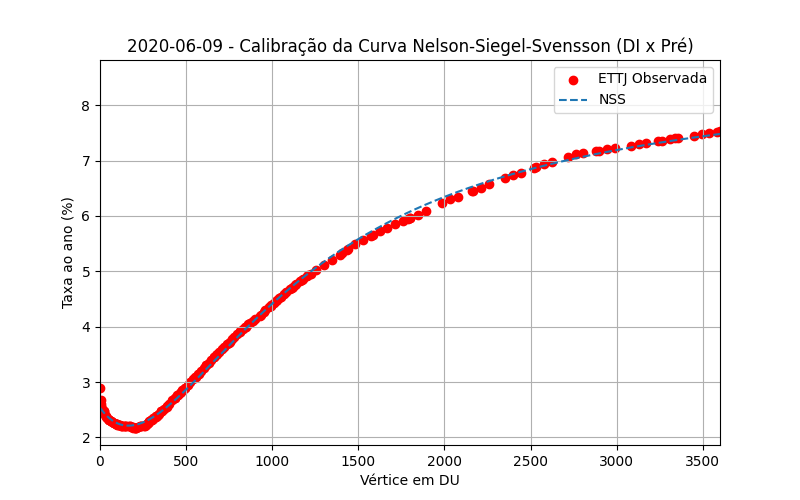 2020-06-09 - Calibração da Curva Nelson-Siegel-Svensson (DI x Pré)
ETTJ Observada
NSS
Taxa ao ano (%)
8
7
6
5
4
3
2
0 500 1000 1500 2000 2500 3000 3500
Vértice em DU